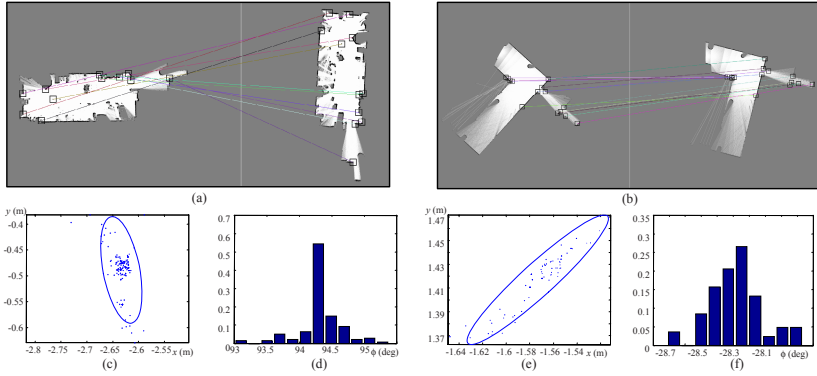 (a)
(b)
y (m)
-0.4
-0.45
-0.5
-0.55
-0.6
-2.8 -2.75 -2.7 -2.65 -2.6 x (m) -2.55 -2.5
(c)
0.7
0.6
0.5
0.4
0.3
0.2
0.1
0
93 93.5 94 94.5 95 ϕ (deg)
(d)
y (m)
1.47
1.45
1.43
1.41
1.39
1.37
-1.64 -1.62 -1.6 -1.58 -1.56 x (m) -1.54
(e)
0.35
0.3
0.25
0.2
0.15
0.1
0.05
0
-28.7 -28.5 -28.3 -28.1 ϕ (deg)
(f)